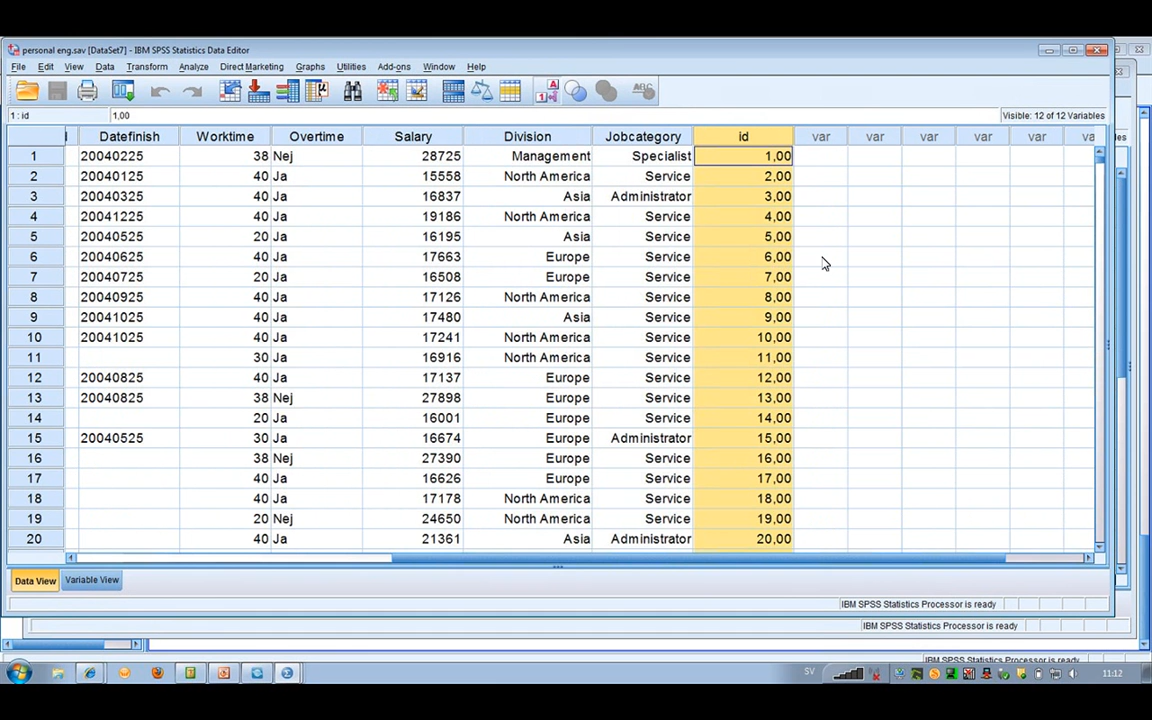 personal eng.sav [DataSet7] - IBM SPSS Statistics Data Editor
File Edit View Data Transform Analyze Direct Marketing Graphs Utilities Add-ons Window Help
1 : id 1,00 Visible: 12 of 12 Variables
Datefinish Worktime Overtime Salary Division Jobcategory id var var var var var
1 20040225 38 Nej 28725 Management Specialist 1,00
2 20040125 40 Ja 15558 North America Service 2,00
3 20040325 40 Ja 16837 Asia Administrator 3,00
4 20041225 40 Ja 19186 North America Service 4,00
5 20040525 20 Ja 16195 Asia Service 5,00
6 20040625 40 Ja 17663 Europe Service 6,00
7 20040725 20 Ja 16508 Europe Service 7,00
8 20040925 40 Ja 17126 North America Service 8,00
9 20041025 40 Ja 17480 Asia Service 9,00
10 20041025 40 Ja 17241 North America Service 10,00
11 30 Ja 16916 North America Service 11,00
12 20040825 40 Ja 17137 Europe Service 12,00
13 20040825 38 Nej 27898 Europe Service 13,00
14 20 Ja 16001 Europe Service 14,00
15 20040525 30 Ja 16674 Europe Administrator 15,00
16 38 Nej 27390 Europe Service 16,00
17 40 Ja 16626 Europe Service 17,00
18 40 Ja 17178 North America Service 18,00
19 20 Nej 24650 North America Service 19,00
20 40 Ja 21361 Asia Administrator 20,00
Data View Variable View
IBM SPSS Statistics Processor is ready
IBM SPSS Statistics Processor is ready
IBM SPSS Statistics Processor is ready
SV 11:12